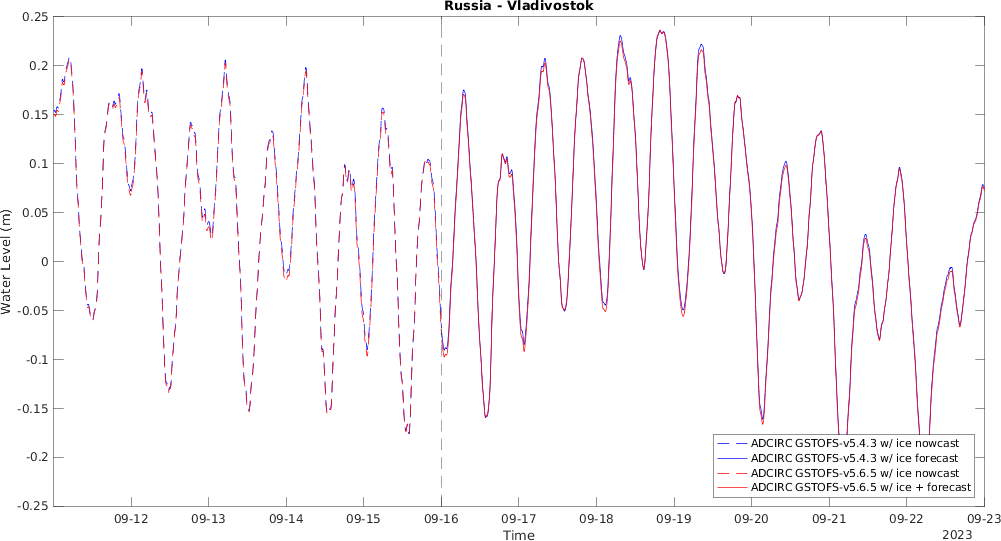 Russia - Vladivostok
0.25
0.2
0.15
0.1
0.05
0
-0.05
-0.1
-0.15
-0.2
-0.25
Water Level (m)
ADCIRC GSTOFS-v5.4.3 w/ ice nowcast
ADCIRC GSTOFS-v5.4.3 w/ ice forecast
ADCIRC GSTOFS-v5.6.5 w/ ice nowcast
ADCIRC GSTOFS-v5.6.5 w/ ice + forecast
09-12 09-13 09-14 09-15 09-16 09-17 09-18 09-19 09-20 09-21 09-22 09-23
Time
2023